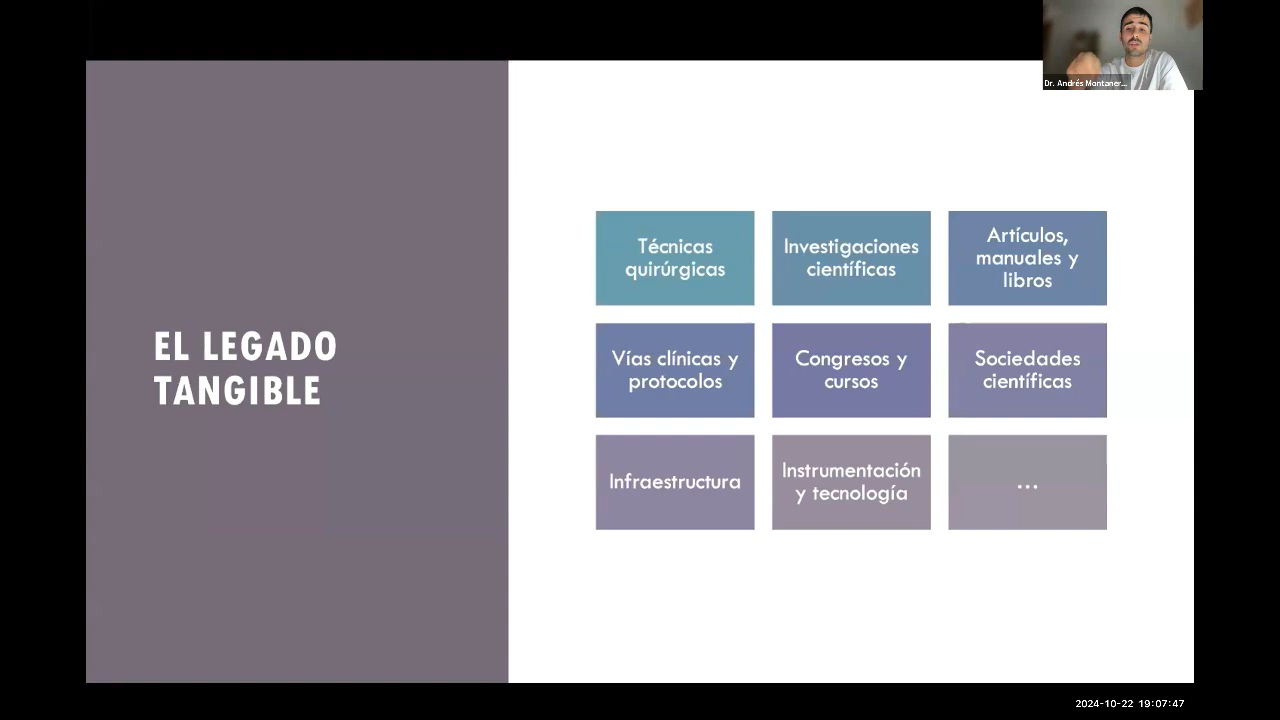 Dr. Andrés Montaner...
EL LEGADO
TANGIBLE
Técnicas
quirúrgicas
Investigaciones
científicas
Artículos,
manuales y
libros
Vías clínicas y
protocolos
Congresos y
cursos
Sociedades
científicas
Infraestructura
Instrumentación
y tecnología
...
2024-10-22 19:07:47